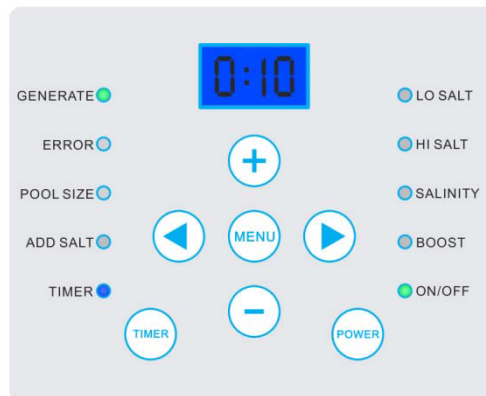 0:10
GENERATE
ERROR
POOL SIZE
ADD SALT
TIMER
LO SALT
HI SALT
SALINITY
BOOST
ON/OFF
+
MENU
−
TIMER
POWER